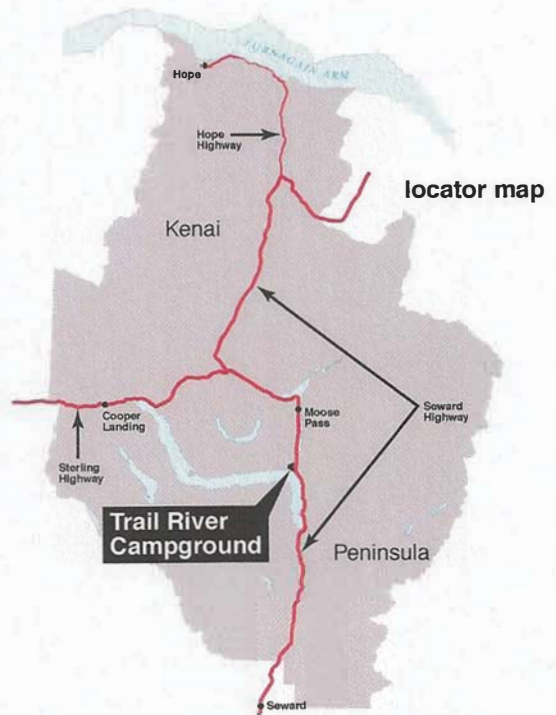 TURNAGAIN ARM
Hope
Hope
Highway
locator map
Kenai
Seward
Highway
Cooper
Landing
Moose
Pass
Sterling
Highway
Trail River
Campground
Peninsula
Seward